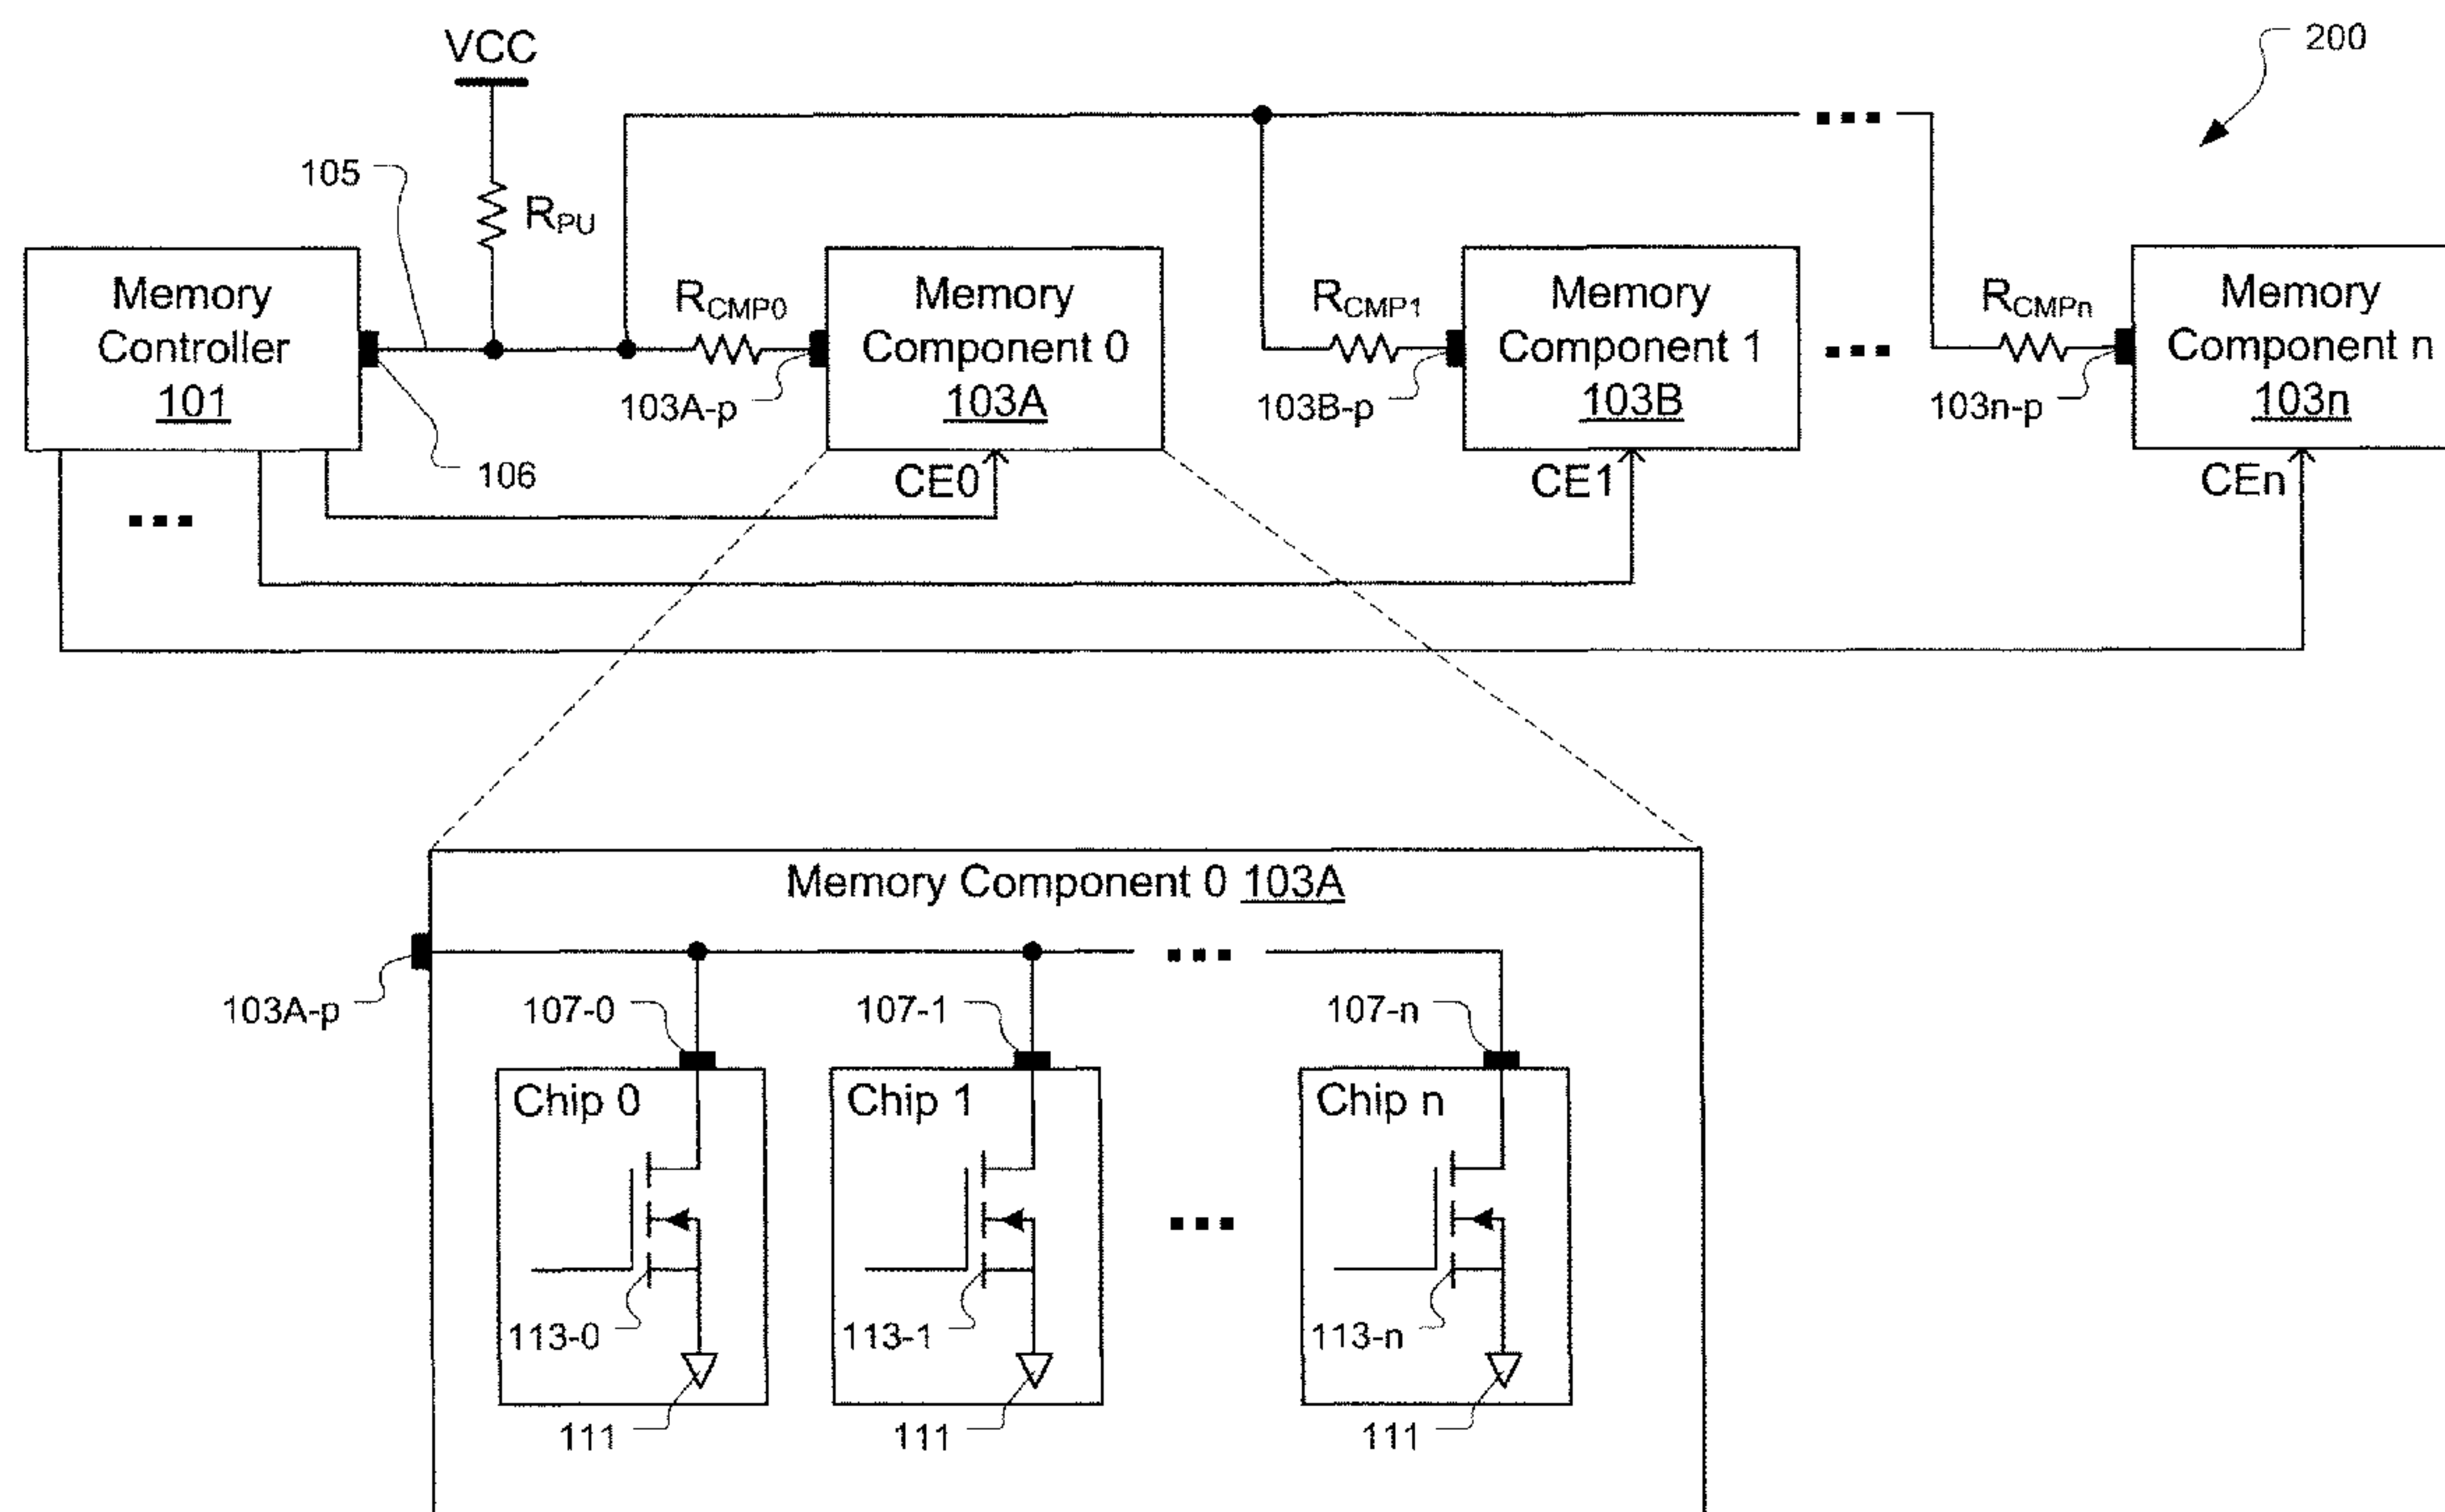 200
VCC
105
RPU
Memory Controller 101
106
RCMP0
103A-p
Memory Component 0 103A
CE0
RCMP1
103B-p
Memory Component 1 103B
CE1
RCMPn
103n-p
Memory Component n 103n
CEn
...
Memory Component 0 103A
103A-p
107-0
107-1
107-n
Chip 0
Chip 1
Chip n
113-0
113-1
113-n
111
111
111